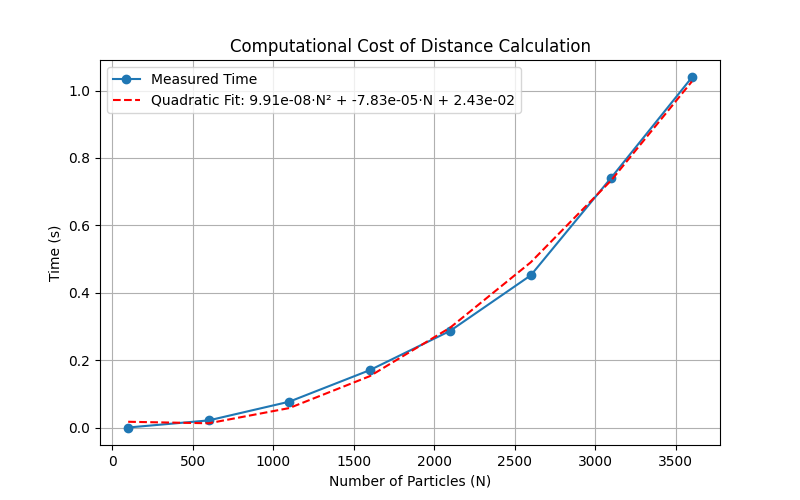 Computational Cost of Distance Calculation
Measured Time
Quadratic Fit: 9.91e-08·N² + -7.83e-05·N + 2.43e-02
1.0
0.8
0.6
0.4
0.2
0.0
Time (s)
0 500 1000 1500 2000 2500 3000 3500
Number of Particles (N)